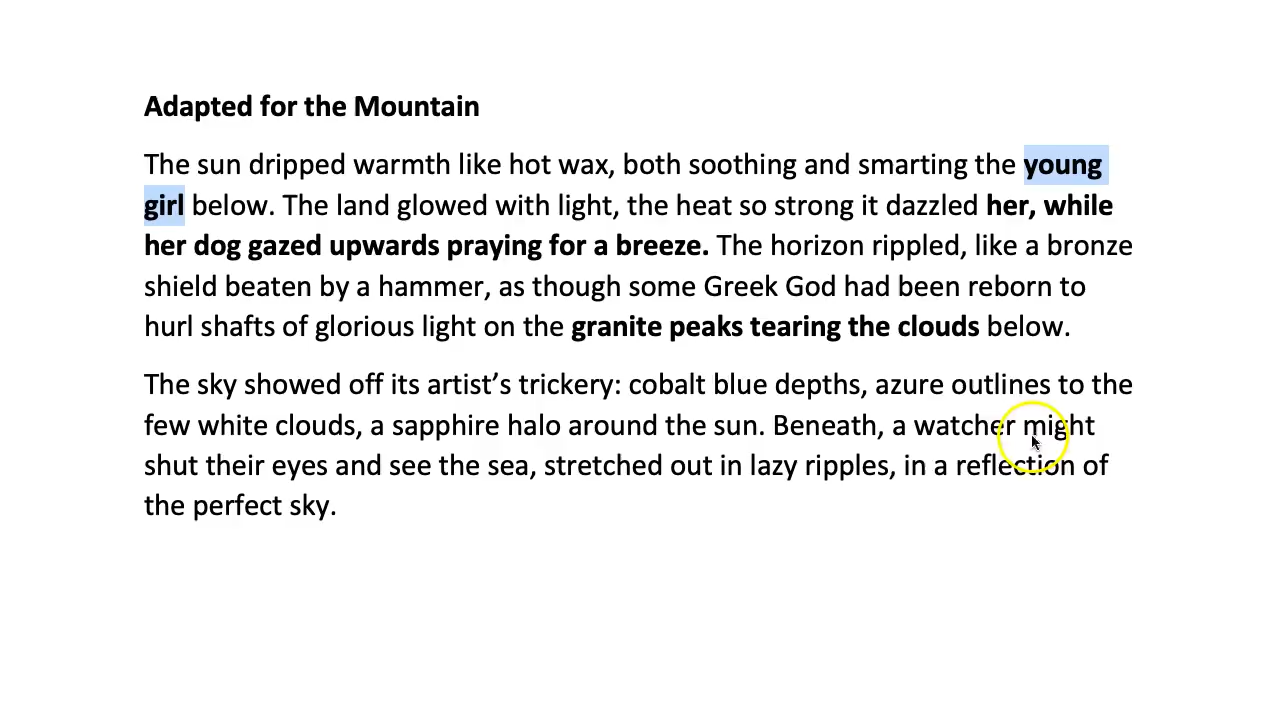 Adapted for the Mountain
The sun dripped warmth like hot wax, both soothing and smarting the young
girl below. The land glowed with light, the heat so strong it dazzled her, while
her dog gazed upwards praying for a breeze. The horizon rippled, like a bronze
shield beaten by a hammer, as though some Greek God had been reborn to
hurl shafts of glorious light on the granite peaks tearing the clouds below.
The sky showed off its artist’s trickery: cobalt blue depths, azure outlines to the
few white clouds, a sapphire halo around the sun. Beneath, a watcher might
shut their eyes and see the sea, stretched out in lazy ripples, in a reflection of
the perfect sky.